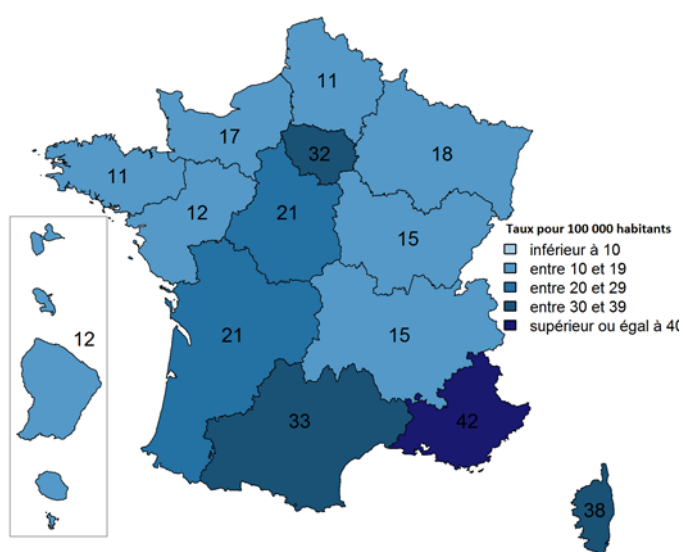 11
17
32
18
11
12
21
Taux pour 100 000 habitants
15
inférieur à 10
entre 10 et 19
entre 20 et 29
entre 30 et 39
supérieur ou égal à 40
12
21
15
33
42
38